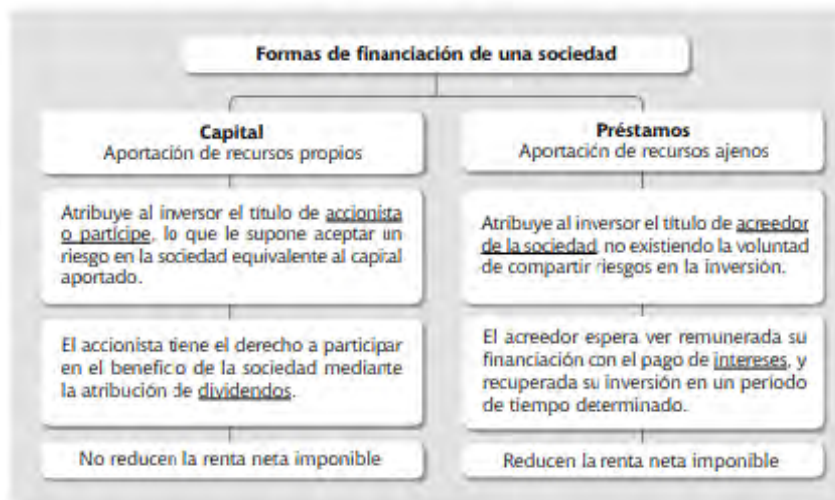 Formas de financiación de una sociedad
Capital
Aportación de recursos propios
Atribuye al inversor el título de accionista
o partícipe, lo que le supone aceptar un
riesgo en la sociedad equivalente al capital
aportado.
El accionista tiene el derecho a participar
en el beneficio de la sociedad mediante
la atribución de dividendos.
No reducen la renta neta imponible
Préstamos
Aportación de recursos ajenos
Atribuye al inversor el título de acreedor
de la sociedad, no existiendo la voluntad
de compartir riesgos en la inversión.
El acreedor espera ver remunerada su
financiación con el pago de intereses, y
recuperada su inversión en un período
de tiempo determinado.
Reducen la renta neta imponible